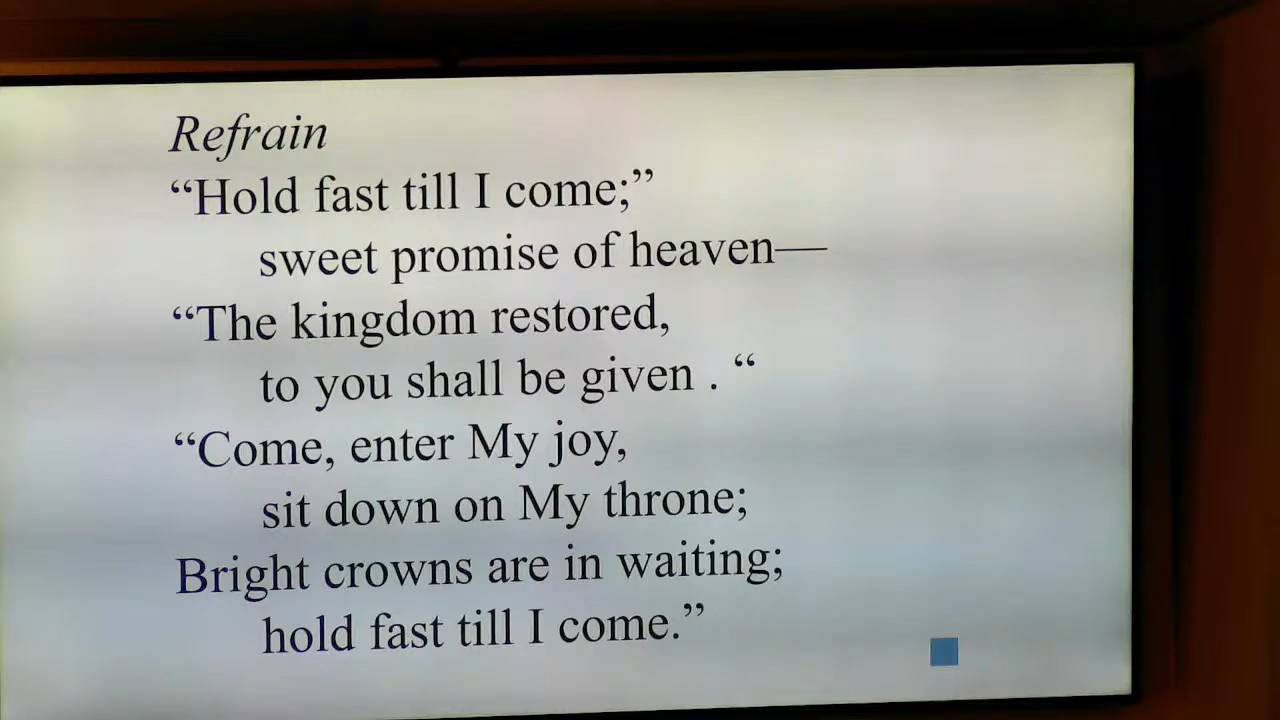 Refrain
“Hold fast till I come;”
sweet promise of heaven—
“The kingdom restored,
to you shall be given . “
“Come, enter My joy,
sit down on My throne;
Bright crowns are in waiting;
hold fast till I come.”